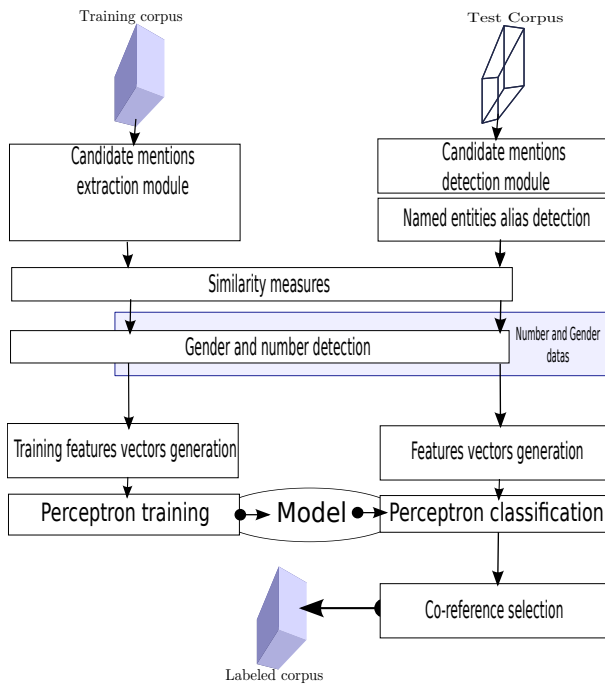 Training corpus
Test Corpus
Candidate mentions
extraction module
Candidate mentions
detection module
Named entities alias detection
Similarity measures
Gender and number detection
Number and Gender
datas
Training features vectors generation
Features vectors generation
Perceptron training
Model
Perceptron classification
Co-reference selection
Labeled corpus